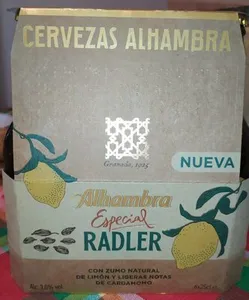 CERVEZAS ALHAMBRA
Granada, 1925
NUEVA
Alhambra
Especial
RADLER
CON ZUMO NATURAL
DE LIMÓN Y LIGERAS NOTAS
DE CARDAMOMO